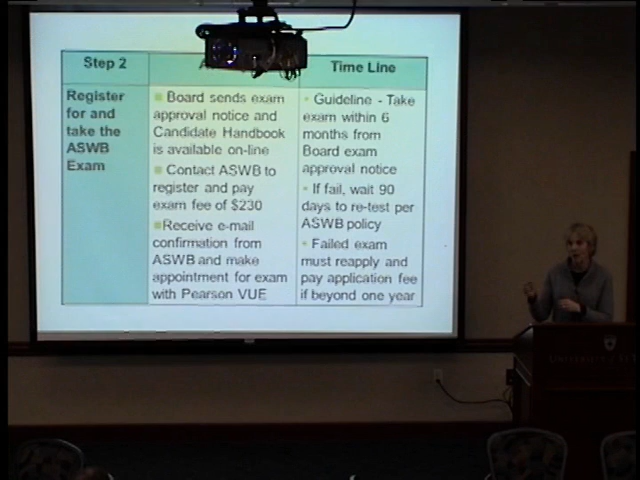 Step 2
Time Line
Register
for and
take the
ASWB
Exam
Board sends exam
approval notice and
Candidate Handbook
is available on-line
Contact ASWB to
register and pay
exam fee of $230
Receive e-mail
confirmation from
ASWB and make
appointment for exam
with Pearson VUE
Guideline - Take
exam within 6
months from
Board exam
approval notice
If fail, wait 90
days to re-test per
ASWB policy
Failed exam
must reapply and
pay application fee
if beyond one year